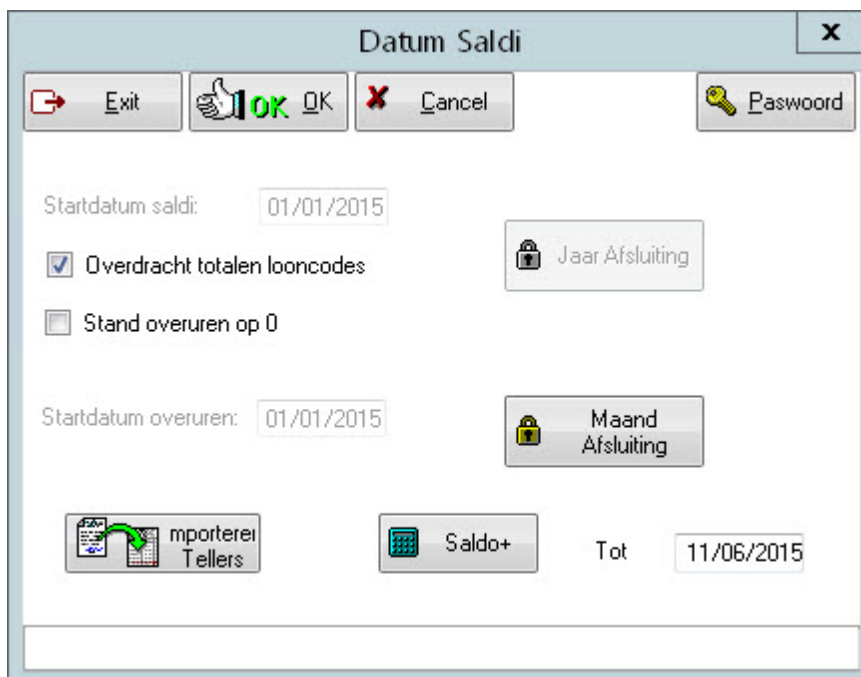 Datum Saldi
x
Exit
OK OK
Cancel
Paswoord
Startdatum saldi: 01/01/2015
Jaar Afsluiting
Overdracht totalen looncodes
Stand overuren op 0
Startdatum overuren: 01/01/2015
Maand
Afsluiting
mporterei
Tellers
Saldo+
Tot 11/06/2015